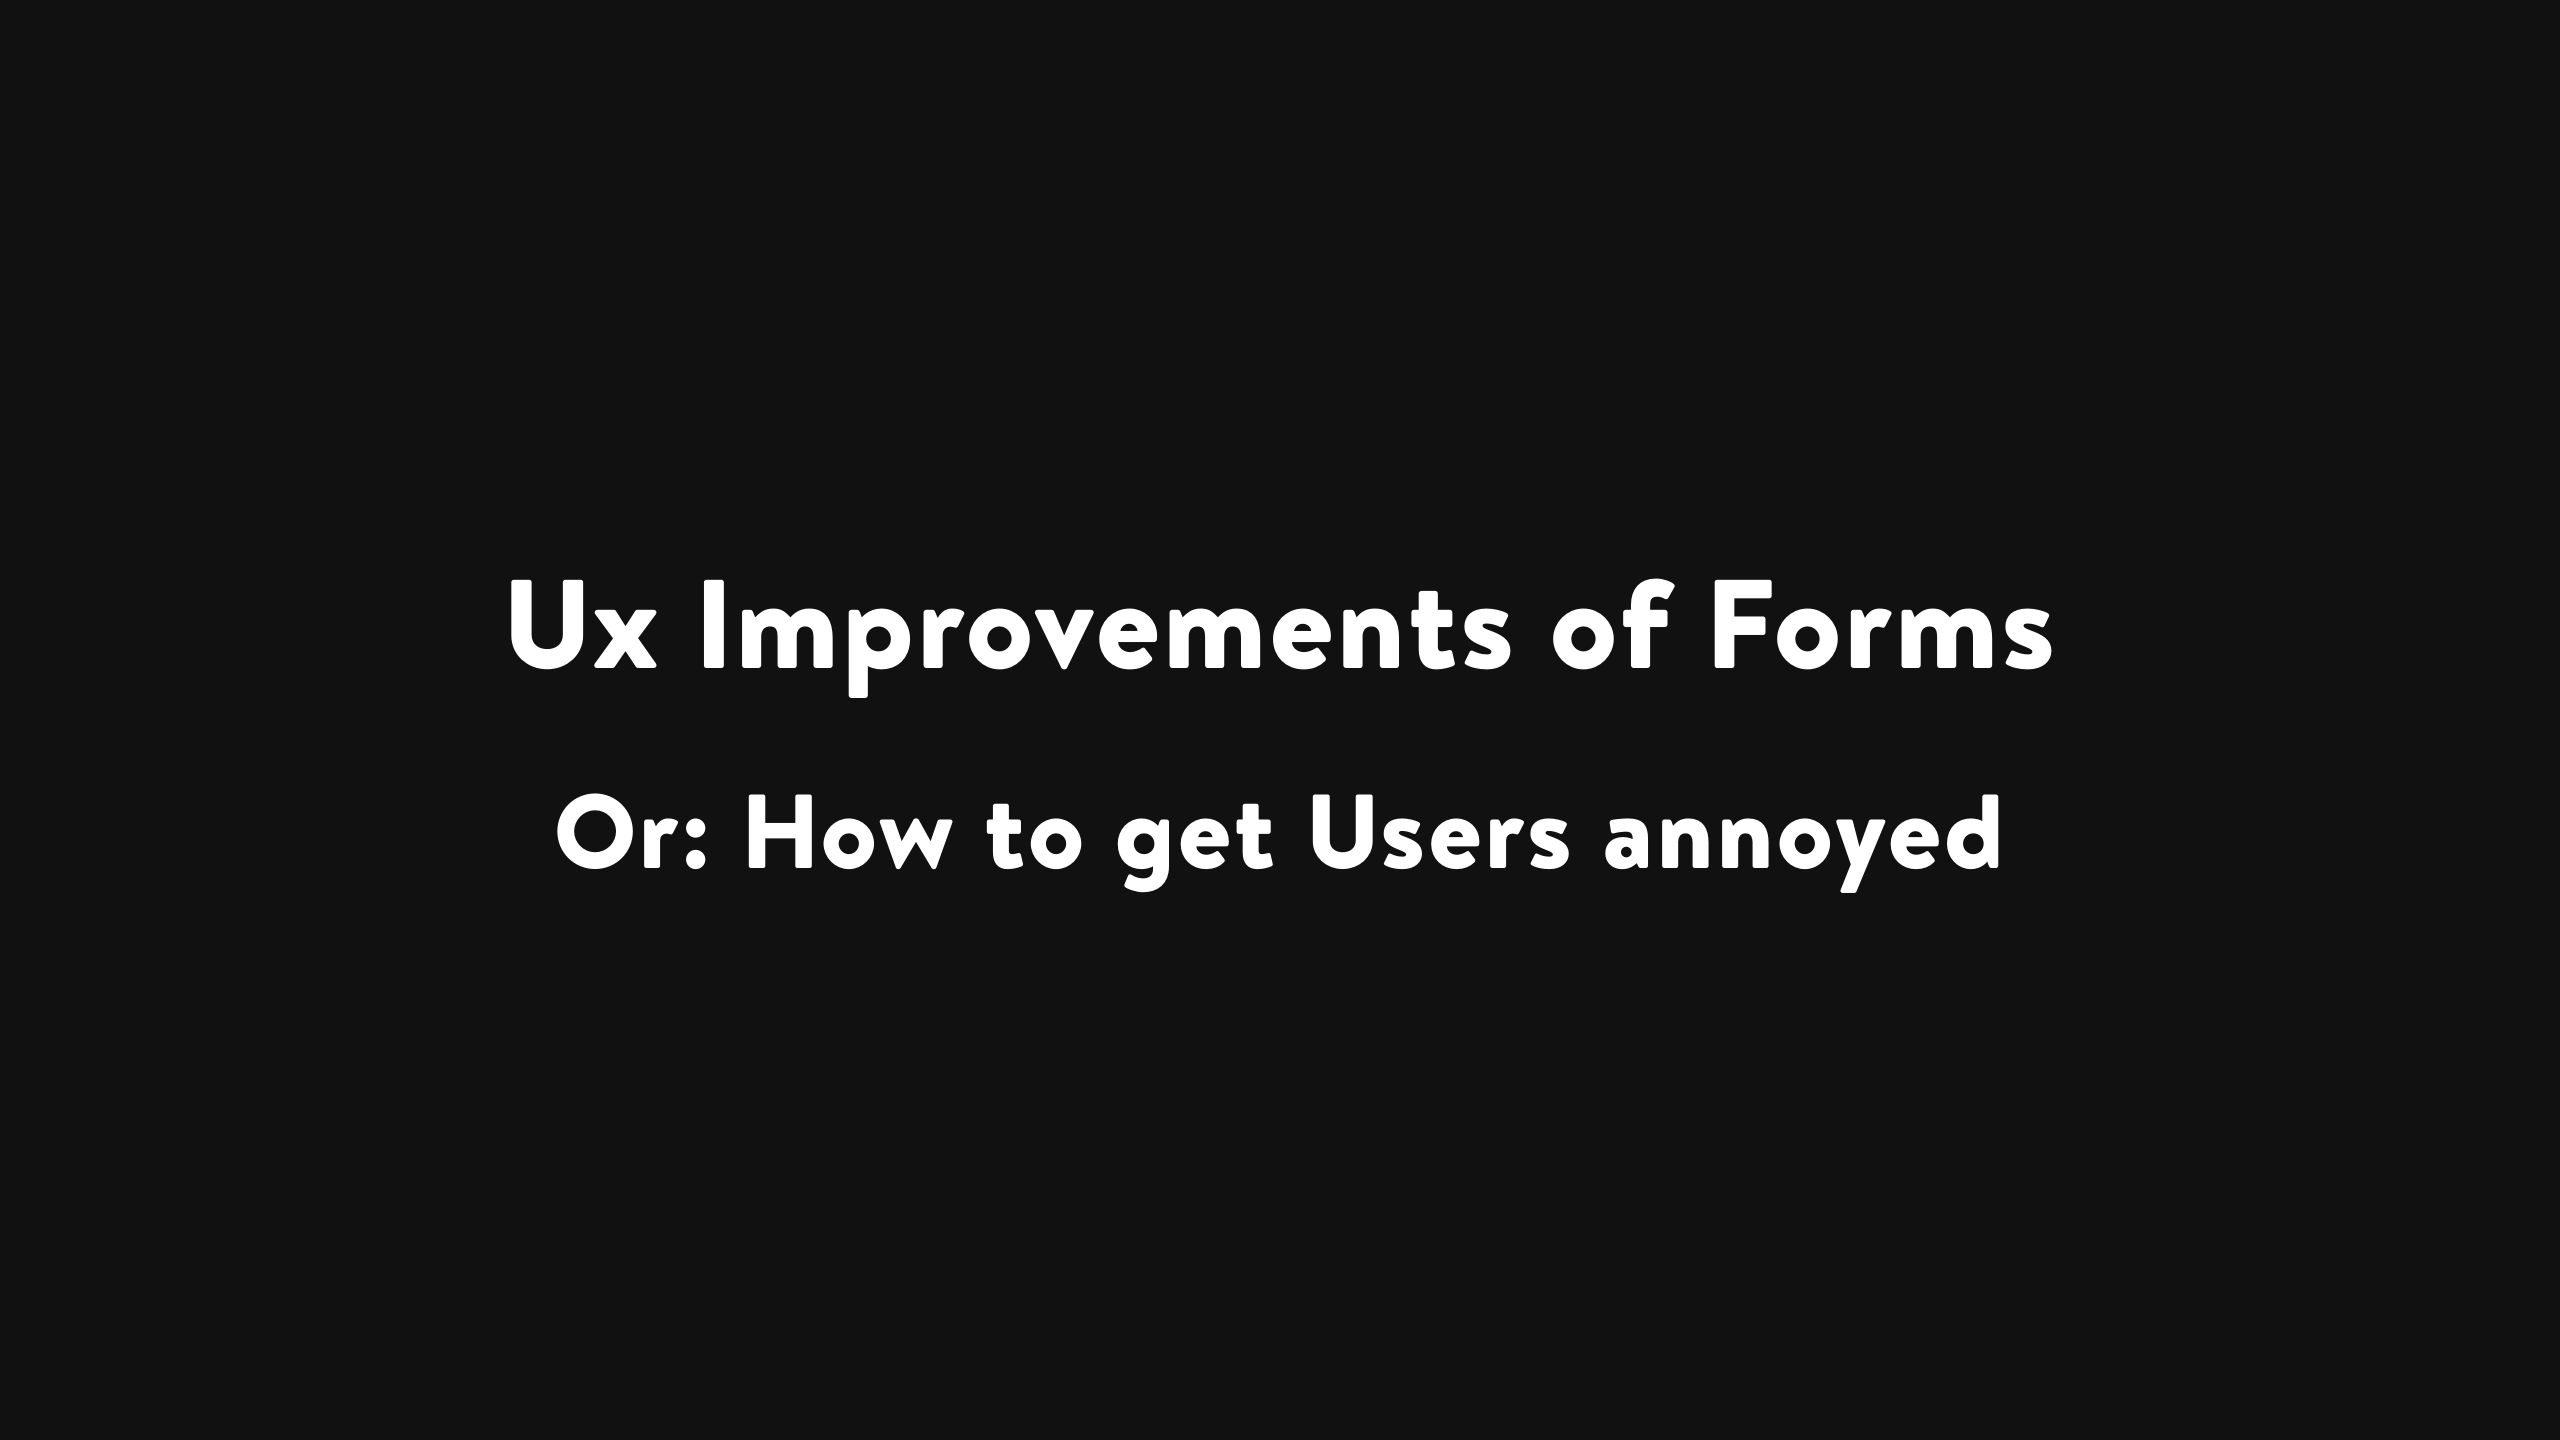 Ux Improvements of Forms
Or: How to get Users annoyed